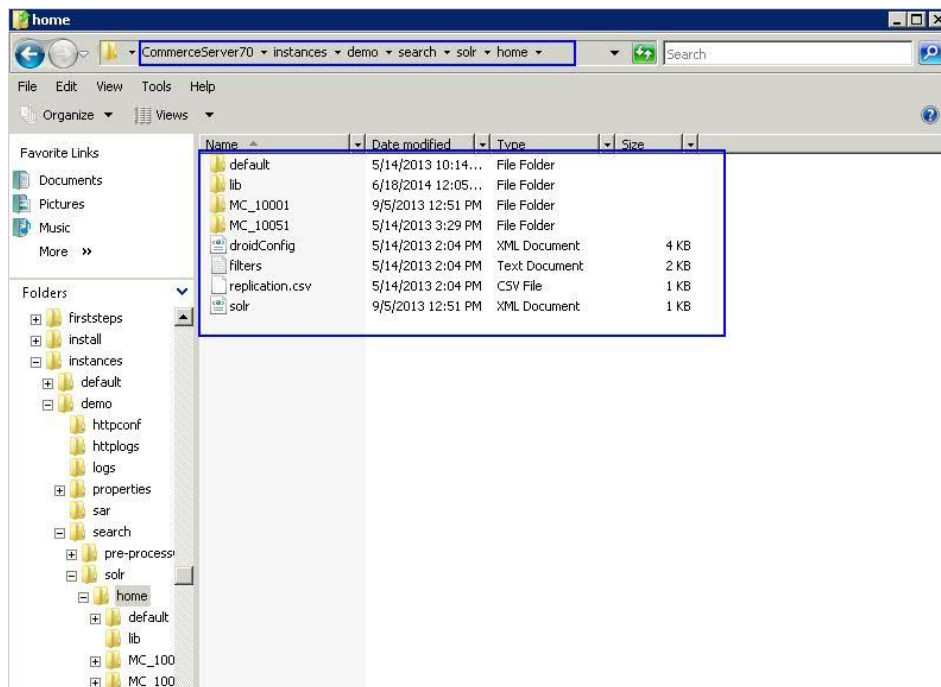 home
CommerceServer70 instances demo search solr home
Search
File Edit View Tools Help
Organize Views
Favorite Links
Documents
Pictures
Music
More »
Folders
firststeps
install
instances
default
demo
httpconf
httplogs
logs
properties
sar
search
pre-process
solr
home
default
lib
MC_100
MC_100
Name Date modified Type Size
default 5/14/2013 10:14... File Folder
lib 6/18/2014 12:05... File Folder
MC_10001 9/5/2013 12:51 PM File Folder
MC_10051 5/14/2013 3:29 PM File Folder
droidConfig 5/14/2013 2:04 PM XML Document 4 KB
filters 5/14/2013 2:04 PM Text Document 2 KB
replication.csv 5/14/2013 2:04 PM CSV File 1 KB
solr 9/5/2013 12:51 PM XML Document 1 KB